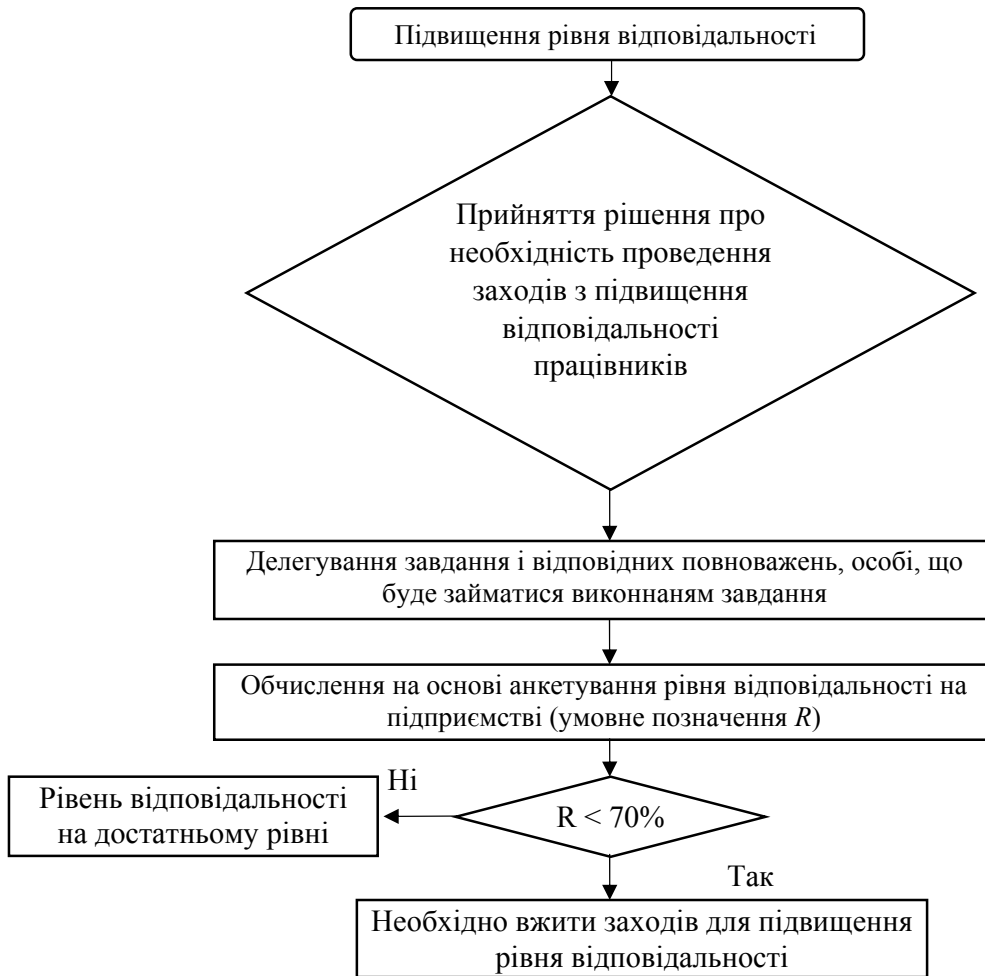 Підвищення рівня відповідальності
Прийняття рішення про
необхідність проведення
заходів з підвищення
відповідальності
працівників
Делегування завдання і відповідних повноважень, особі, що
буде займатися виконнаням завдання
Обчислення на основі анкетування рівня відповідальності на
підприємстві (умовне позначення R)
Ні
Рівень відповідальності
на достатньому рівні
R < 70%
Так
Необхідно вжити заходів для підвищення
рівня відповідальності